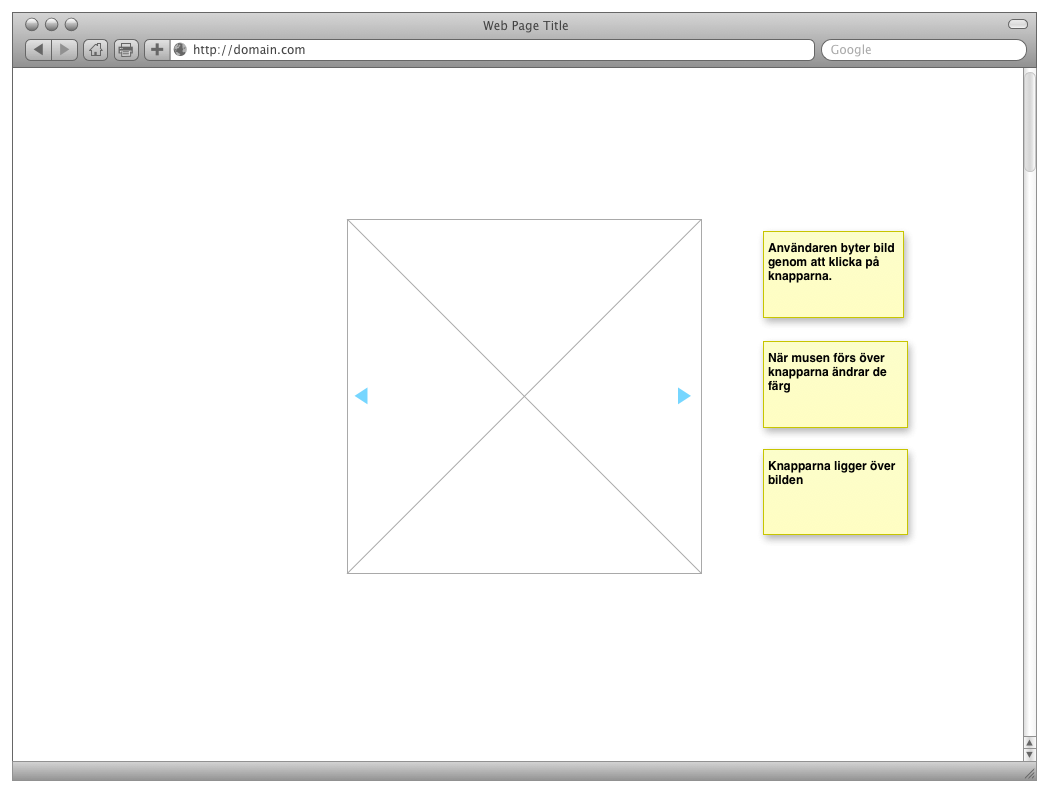 Web Page Title
http://domain.com
Google
Användaren byter bild
genom att klicka på
knapparna.
När musen förs över
knapparna ändrar de
färg
Knapparna ligger över
bilden